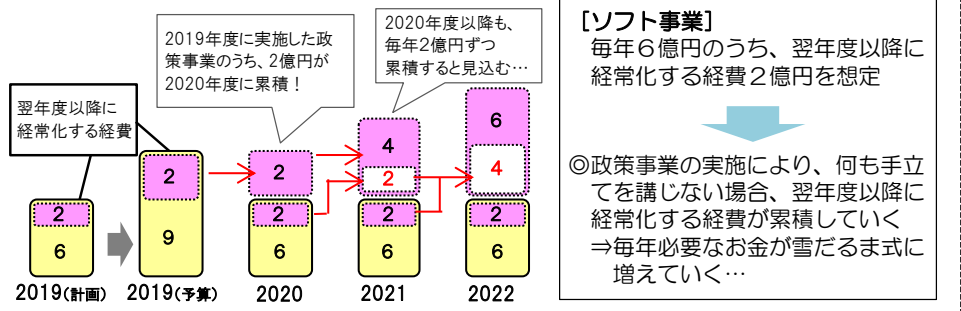 2019年度に実施した政
策事業のうち、2億円が
2020年度に累積！
2020年度以降も、
毎年2億円ずつ
累積すると見込む…
翌年度以降に
経常化する経費
2
6
2019(計画)
2
9
2019(予算)
2
2
6
2020
4
2
2
6
2021
6
4
2
6
2022
［ソフト事業］
毎年６億円のうち、翌年度以降に
経常化する経費２億円を想定
◎政策事業の実施により、何も手立
てを講じない場合、翌年度以降に
経常化する経費が累積していく
⇒毎年必要なお金が雪だるま式に
増えていく…